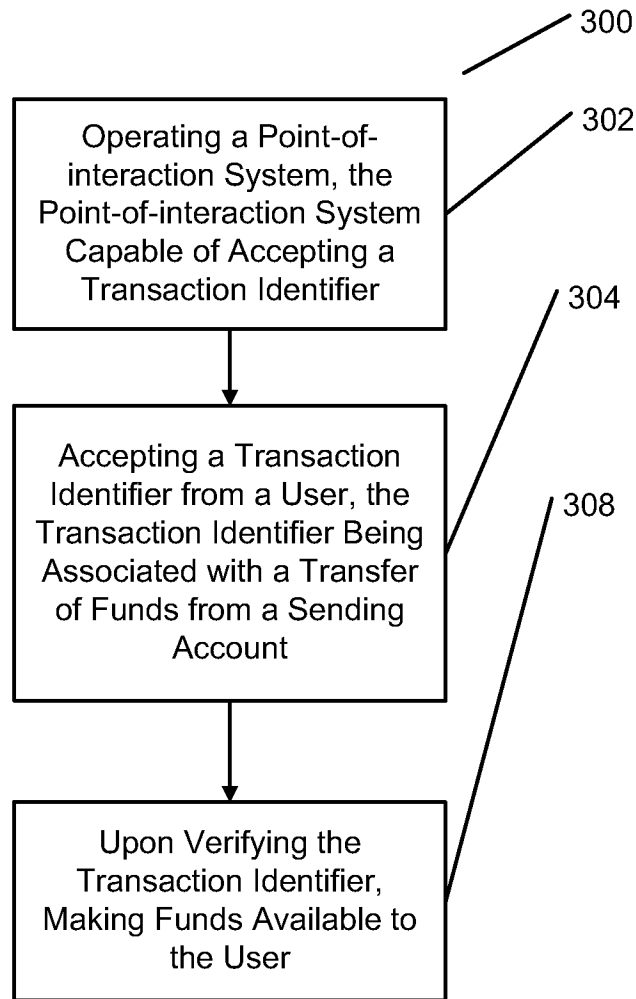 300
302
Operating a Point-of-
interaction System, the
Point-of-interaction System
Capable of Accepting a
Transaction Identifier
304
Accepting a Transaction
Identifier from a User, the
Transaction Identifier Being
Associated with a Transfer
of Funds from a Sending
Account
308
Upon Verifying the
Transaction Identifier,
Making Funds Available to
the User